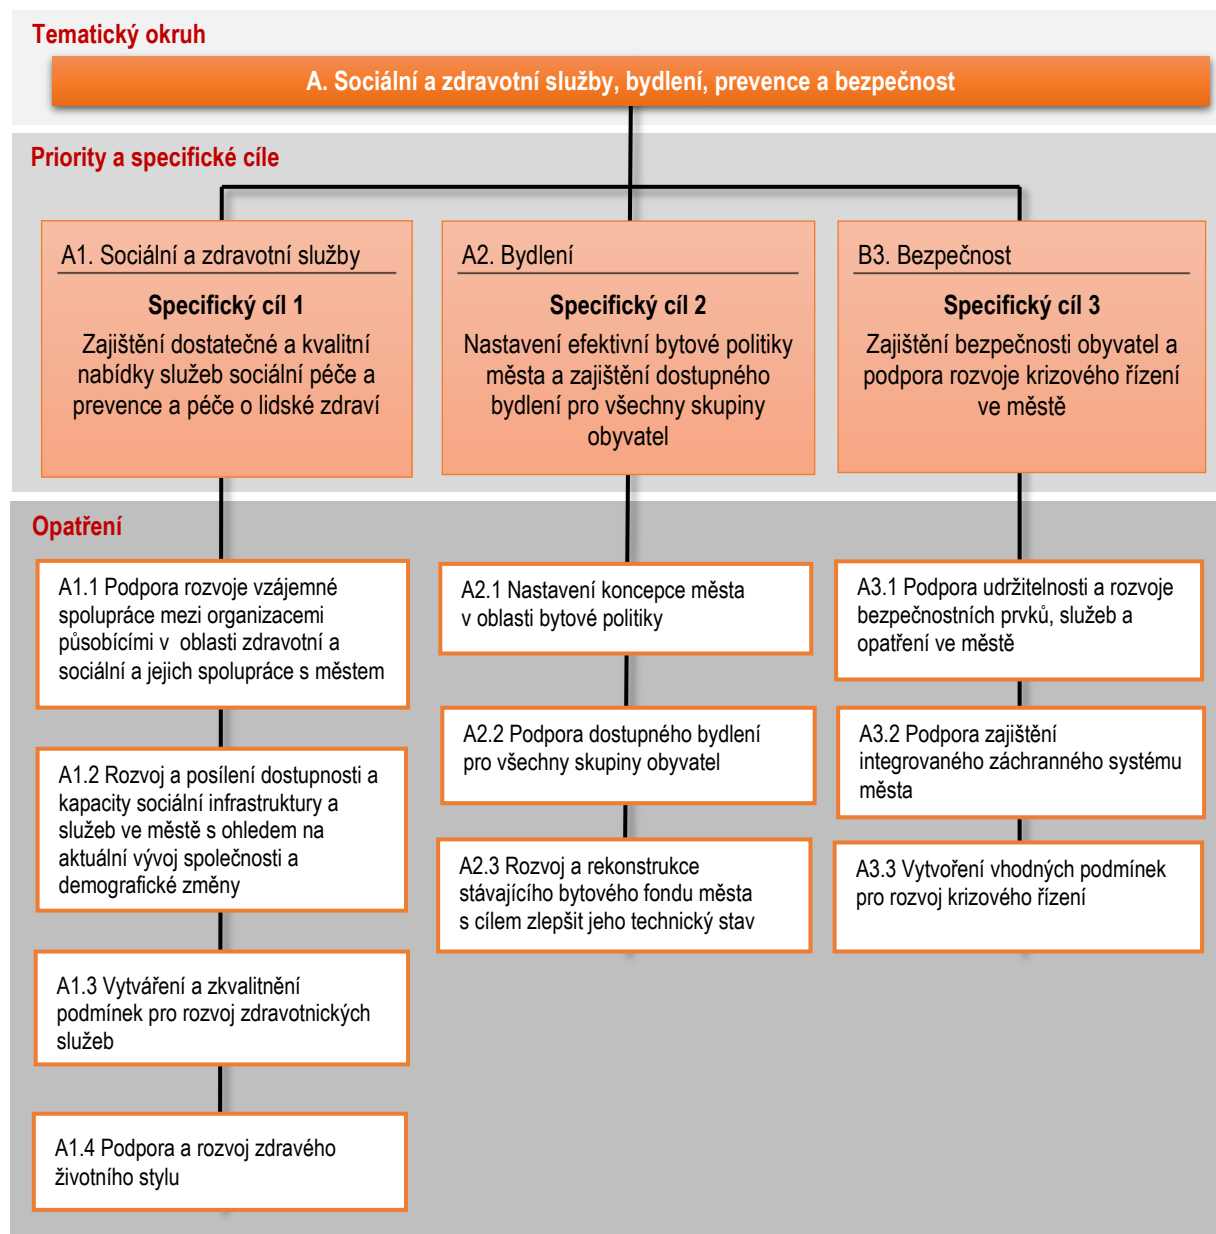 Tematický okruh
A. Sociální a zdravotní služby, bydlení, prevence a bezpečnost
Priority a specifické cíle
A1. Sociální a zdravotní služby
Specifický cíl 1
Zajištění dostatečné a kvalitní
nabídky služeb sociální péče a
prevence a péče o lidské zdraví
A2. Bydlení
Specifický cíl 2
Nastavení efektivní bytové politiky
města a zajištění dostupného
bydlení pro všechny skupiny
obyvatel
B3. Bezpečnost
Specifický cíl 3
Zajištění bezpečnosti obyvatel a
podpora rozvoje krizového řízení
ve městě
Opatření
A1.1 Podpora rozvoje vzájemné
spolupráce mezi organizacemi
působícími v oblasti zdravotní a
sociální a jejich spolupráce s městem
A1.2 Rozvoj a posílení dostupnosti a
kapacity sociální infrastruktury a
služeb ve městě s ohledem na
aktuální vývoj společnosti a
demografické změny
A1.3 Vytváření a zkvalitnění
podmínek pro rozvoj zdravotnických
služeb
A1.4 Podpora a rozvoj zdravého
životního stylu
A2.1 Nastavení koncepce města
v oblasti bytové politiky
A2.2 Podpora dostupného bydlení
pro všechny skupiny obyvatel
A2.3 Rozvoj a rekonstrukce
stávajícího bytového fondu města
s cílem zlepšit jeho technický stav
A3.1 Podpora udržitelnosti a rozvoje
bezpečnostních prvků, služeb a
opatření ve městě
A3.2 Podpora zajištění
integrovaného záchranného systému
města
A3.3 Vytvoření vhodných podmínek
pro rozvoj krizového řízení